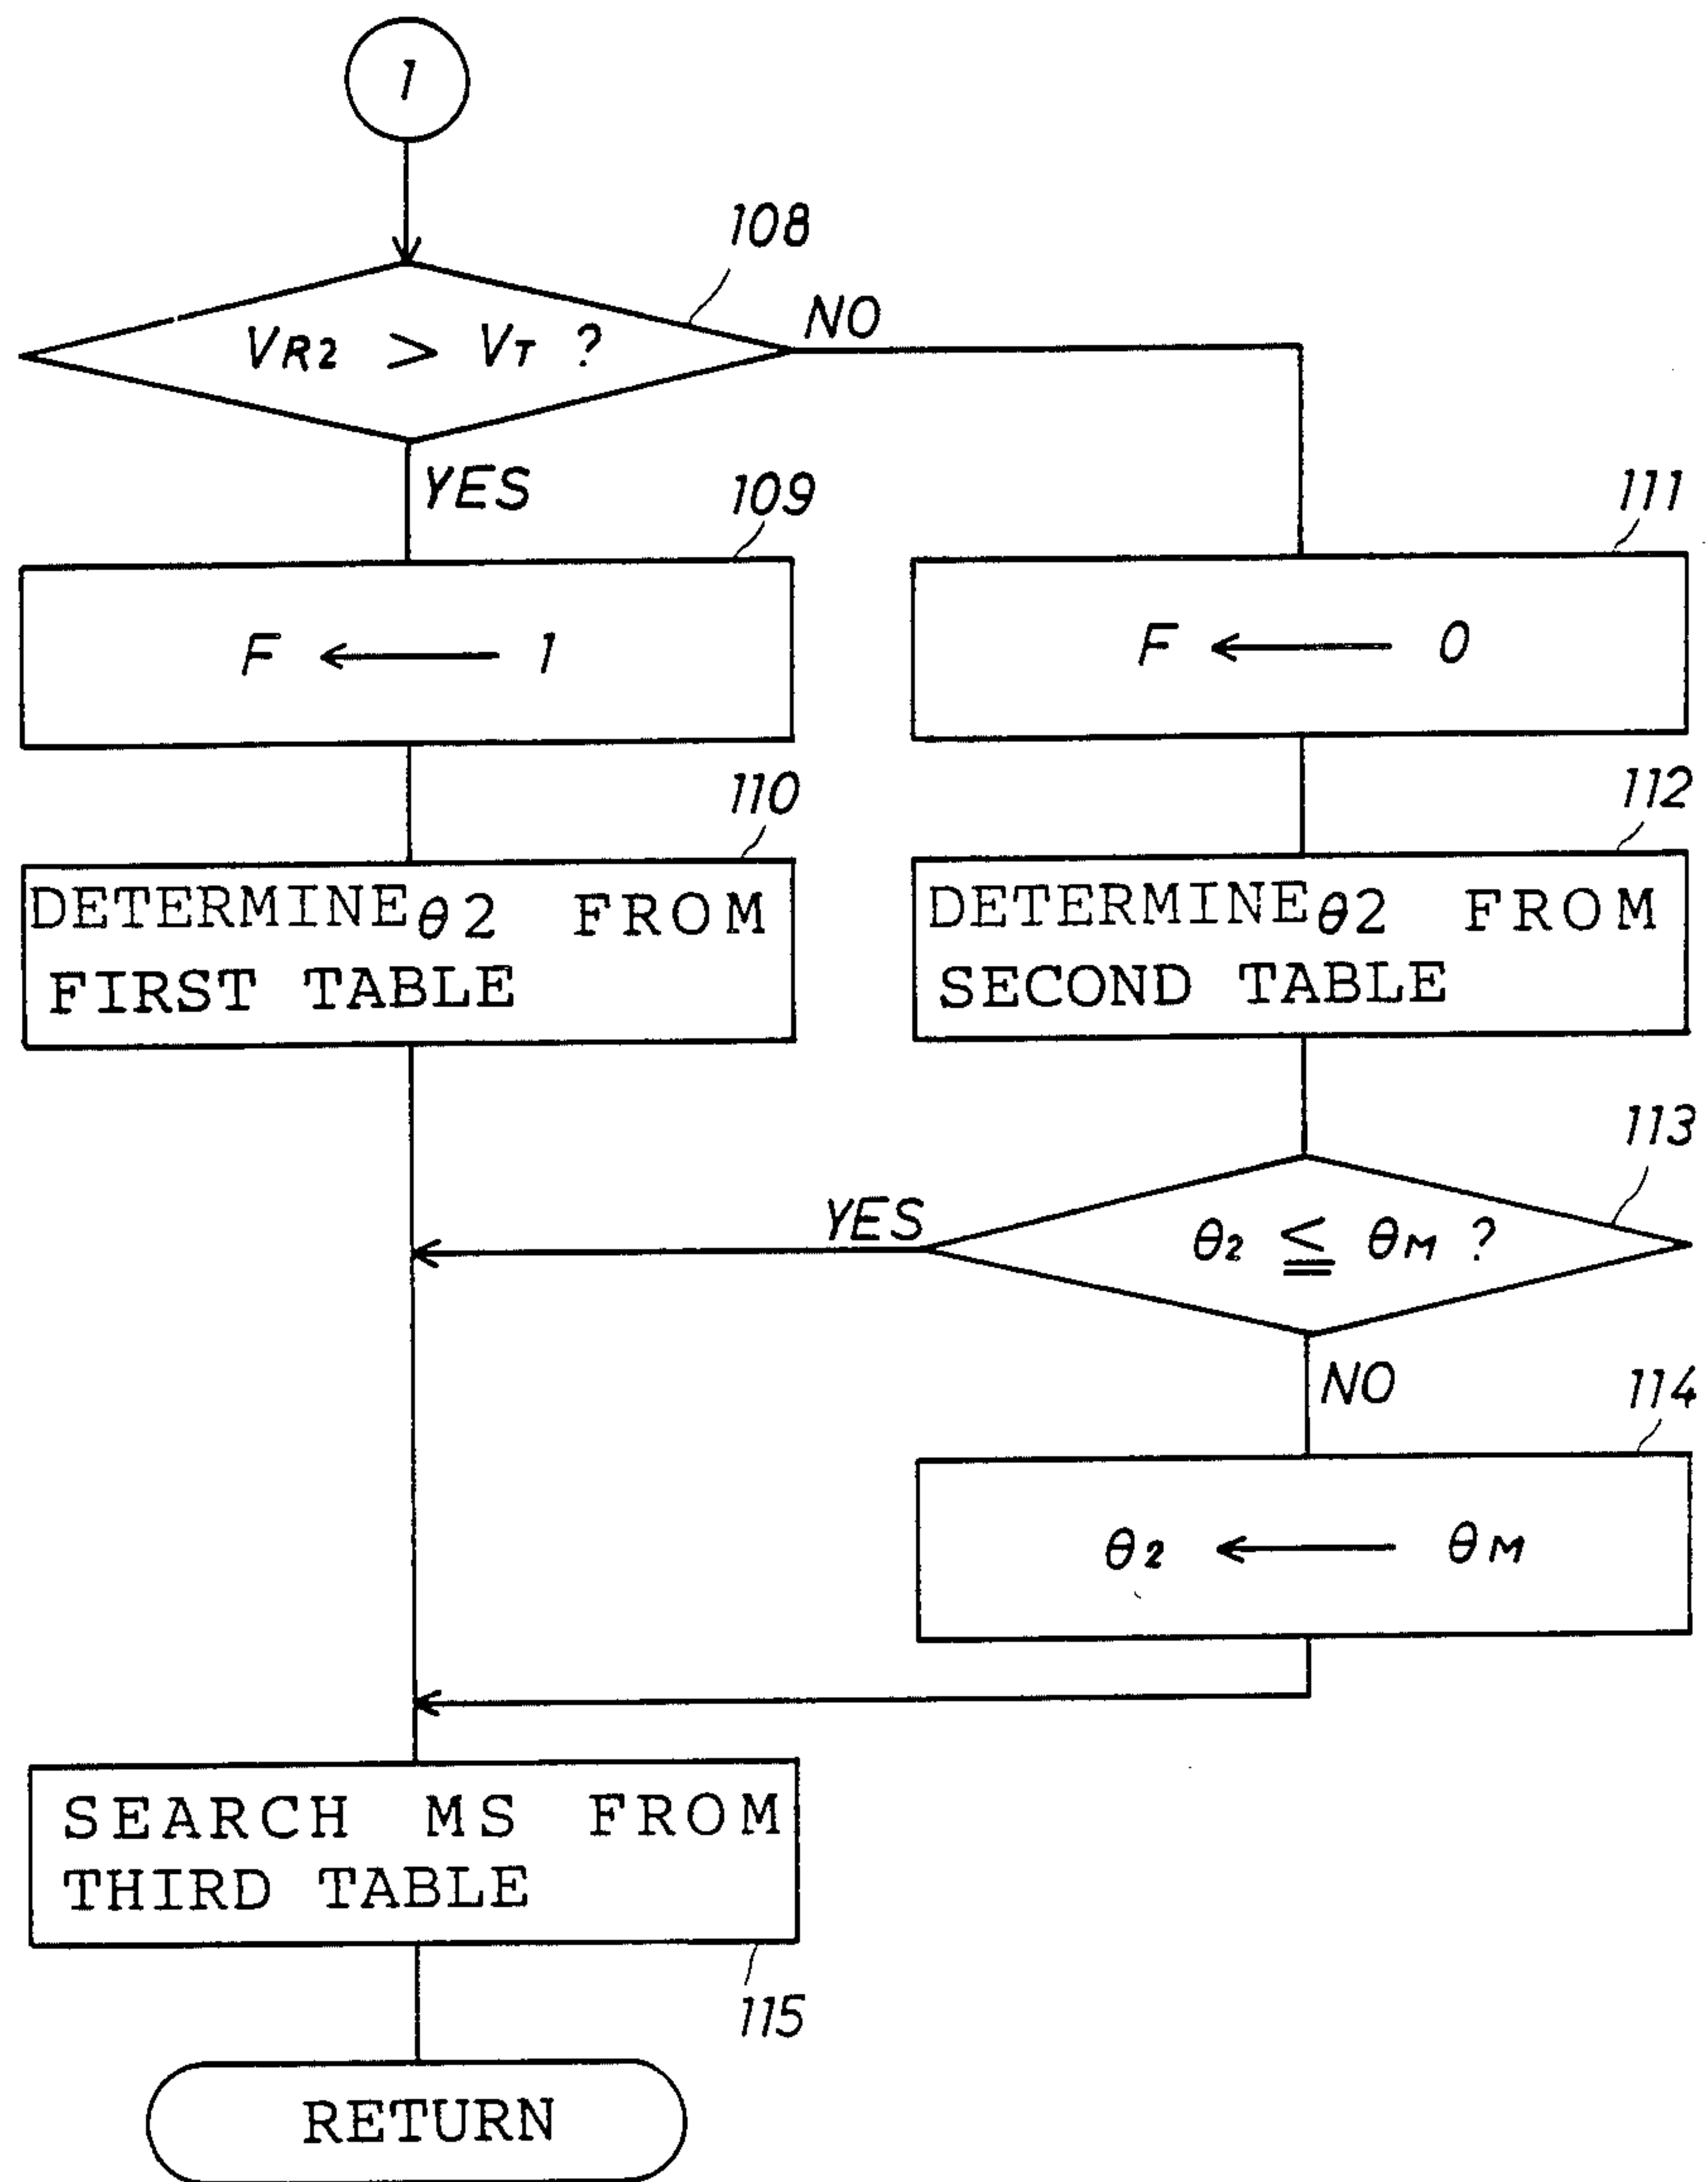 1
108
VR2 > VT ?
NO
YES
109
111
F ← 1
F ← 0
110
112
DETERMINE θ2 FROM
FIRST TABLE
DETERMINE θ2 FROM
SECOND TABLE
113
YES
θ2 ≦ θM ?
NO
114
θ2 ← θM
SEARCH MS FROM
THIRD TABLE
115
RETURN